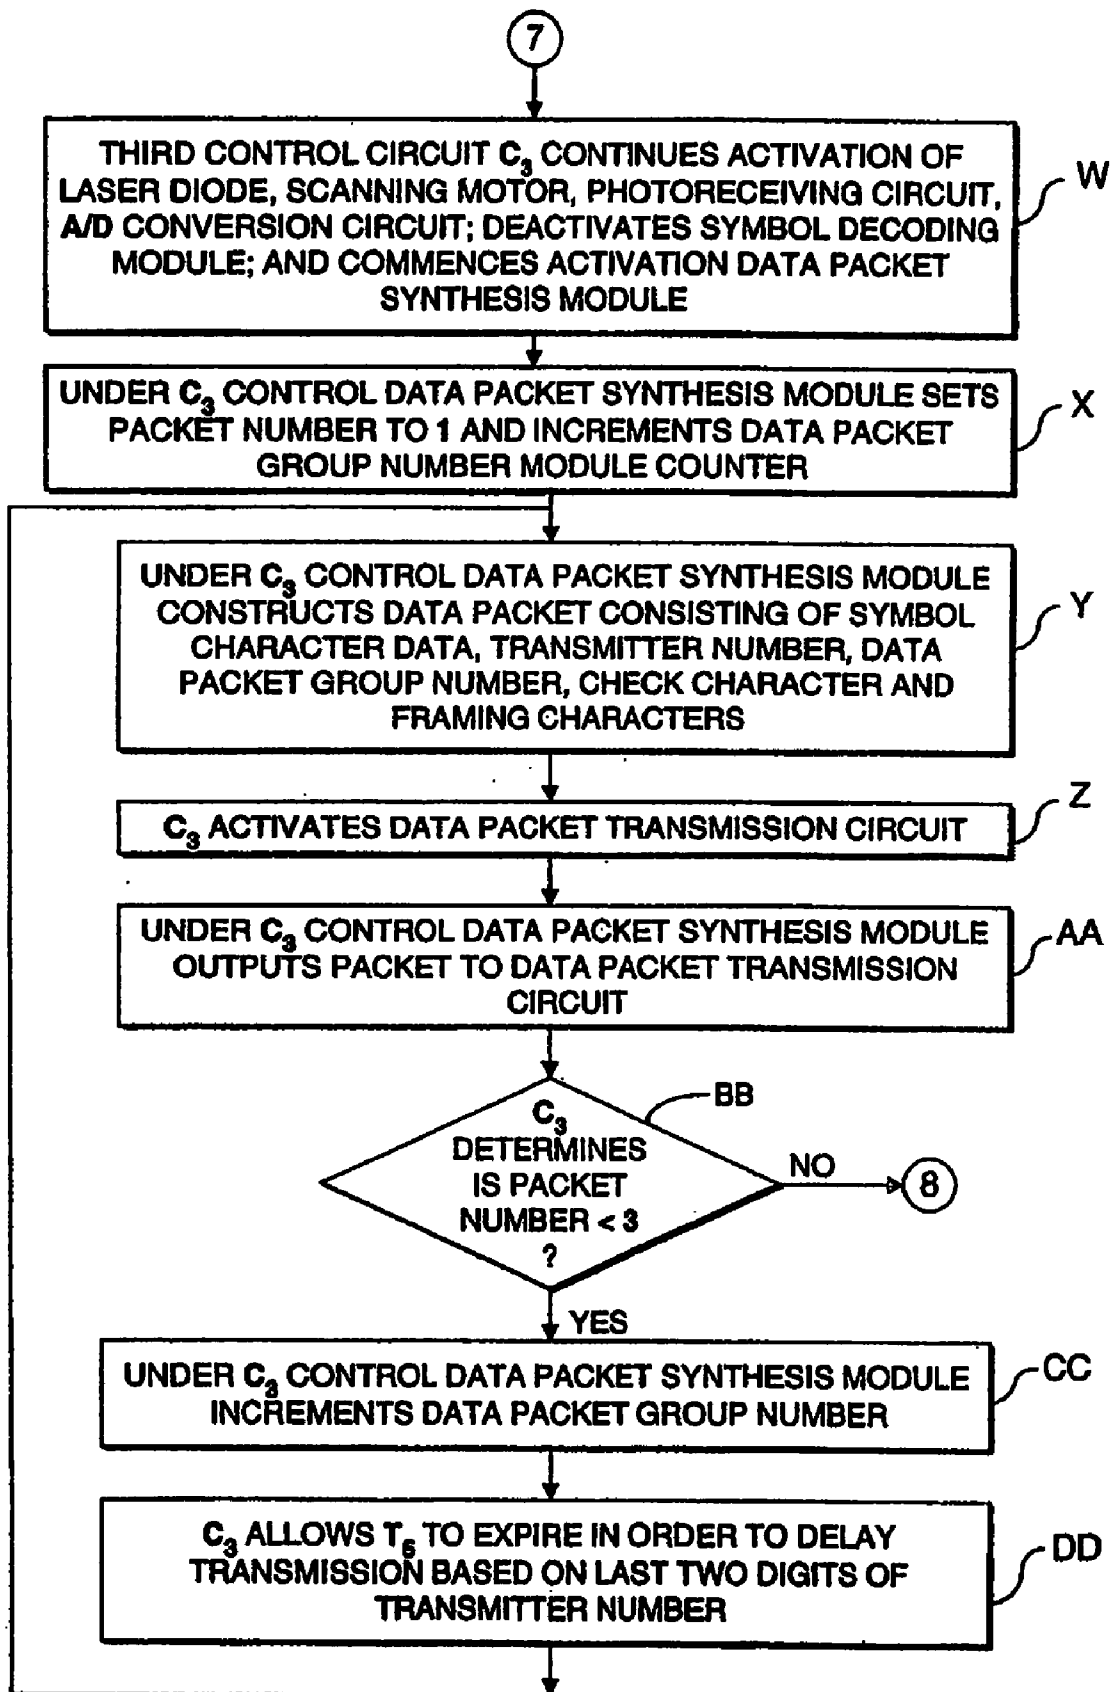 7
THIRD CONTROL CIRCUIT C3 CONTINUES ACTIVATION OF
LASER DIODE, SCANNING MOTOR, PHOTORECEIVING CIRCUIT,
A/D CONVERSION CIRCUIT; DEACTIVATES SYMBOL DECODING
MODULE; AND COMMENCES ACTIVATION DATA PACKET
SYNTHESIS MODULE
W
UNDER C3 CONTROL DATA PACKET SYNTHESIS MODULE SETS
PACKET NUMBER TO 1 AND INCREMENTS DATA PACKET
GROUP NUMBER MODULE COUNTER
X
UNDER C3 CONTROL DATA PACKET SYNTHESIS MODULE
CONSTRUCTS DATA PACKET CONSISTING OF SYMBOL
CHARACTER DATA, TRANSMITTER NUMBER, DATA
PACKET GROUP NUMBER, CHECK CHARACTER AND
FRAMING CHARACTERS
Y
C3 ACTIVATES DATA PACKET TRANSMISSION CIRCUIT
Z
UNDER C3 CONTROL DATA PACKET SYNTHESIS MODULE
OUTPUTS PACKET TO DATA PACKET TRANSMISSION
CIRCUIT
AA
C3
DETERMINES
IS PACKET
NUMBER < 3
?
BB
NO
8
YES
UNDER C3 CONTROL DATA PACKET SYNTHESIS MODULE
INCREMENTS DATA PACKET GROUP NUMBER
CC
C3 ALLOWS T5 TO EXPIRE IN ORDER TO DELAY
TRANSMISSION BASED ON LAST TWO DIGITS OF
TRANSMITTER NUMBER
DD